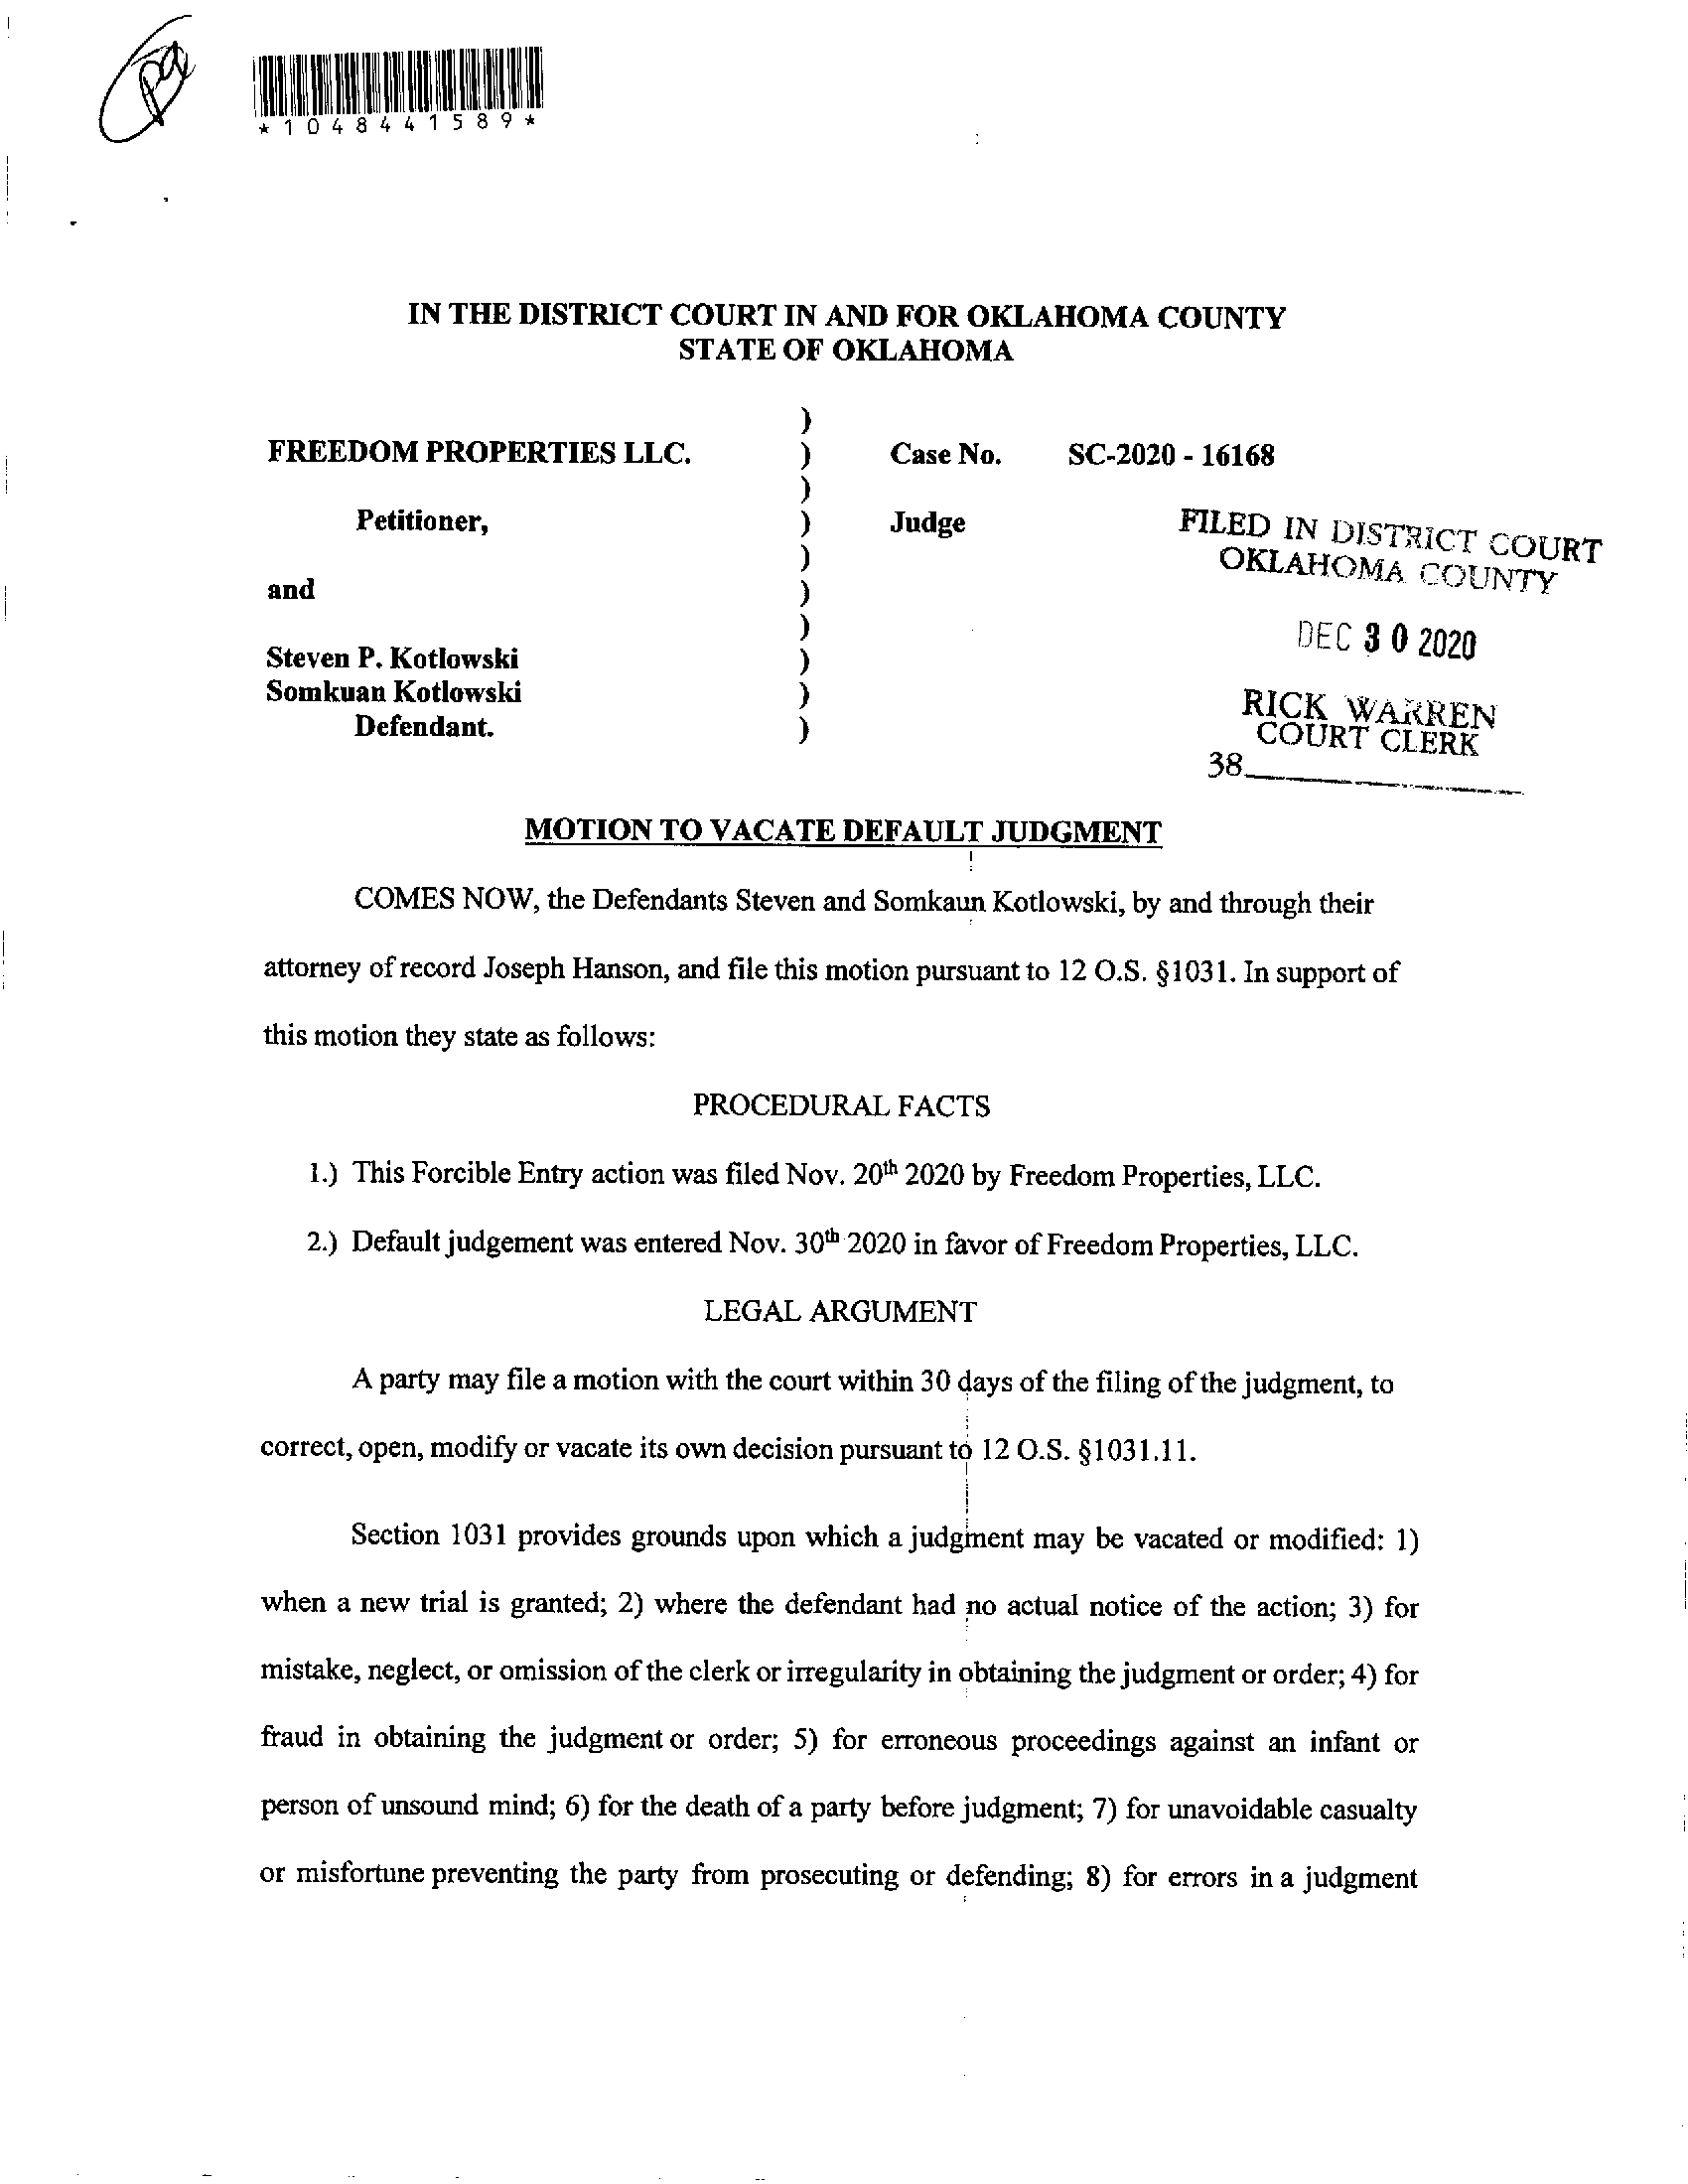 *1048441589*
IN THE DISTRICT COURT IN AND FOR OKLAHOMA COUNTY
STATE OF OKLAHOMA
)
FREEDOM PROPERTIES LLC. ) Case No. SC-2020 - 16168
)
Petitioner, ) Judge
)
and )
)
Steven P. Kotlowski )
Somkuan Kotlowski )
Defendant. )
FILED IN DISTRICT COURT
OKLAHOMA COUNTY
DEC 30 2020
RICK WARREN
COURT CLERK
38
MOTION TO VACATE DEFAULT JUDGMENT
COMES NOW, the Defendants Steven and Somkaun Kotlowski, by and through their
attorney of record Joseph Hanson, and file this motion pursuant to 12 O.S. §1031. In support of
this motion they state as follows:
PROCEDURAL FACTS
1.) This Forcible Entry action was filed Nov. 20th 2020 by Freedom Properties, LLC.
2.) Default judgement was entered Nov. 30th 2020 in favor of Freedom Properties, LLC.
LEGAL ARGUMENT
A party may file a motion with the court within 30 days of the filing of the judgment, to
correct, open, modify or vacate its own decision pursuant to 12 O.S. §1031.11.
Section 1031 provides grounds upon which a judgment may be vacated or modified: 1)
when a new trial is granted; 2) where the defendant had no actual notice of the action; 3) for
mistake, neglect, or omission of the clerk or irregularity in obtaining the judgment or order; 4) for
fraud in obtaining the judgment or order; 5) for erroneous proceedings against an infant or
person of unsound mind; 6) for the death of a party before judgment; 7) for unavoidable casualty
or misfortune preventing the party from prosecuting or defending; 8) for errors in a judgment